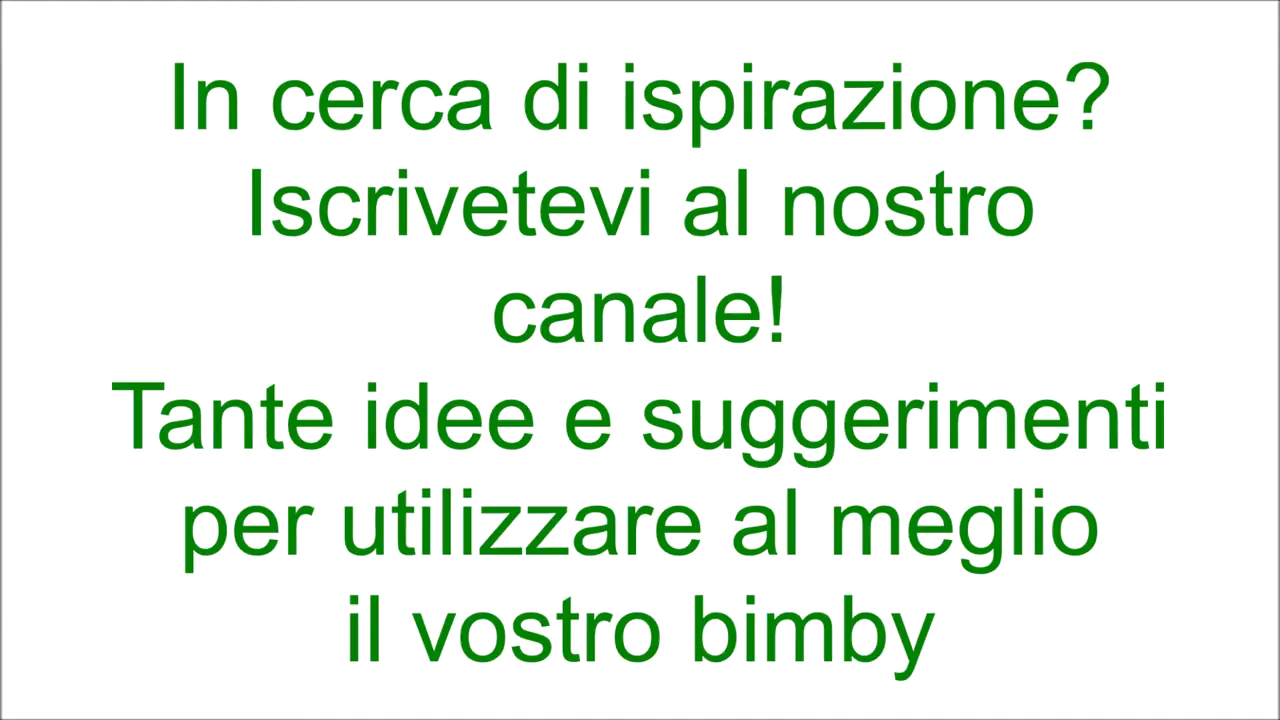 In cerca di ispirazione?
Iscrivetevi al nostro
canale!
Tante idee e suggerimenti
per utilizzare al meglio
il vostro bimby